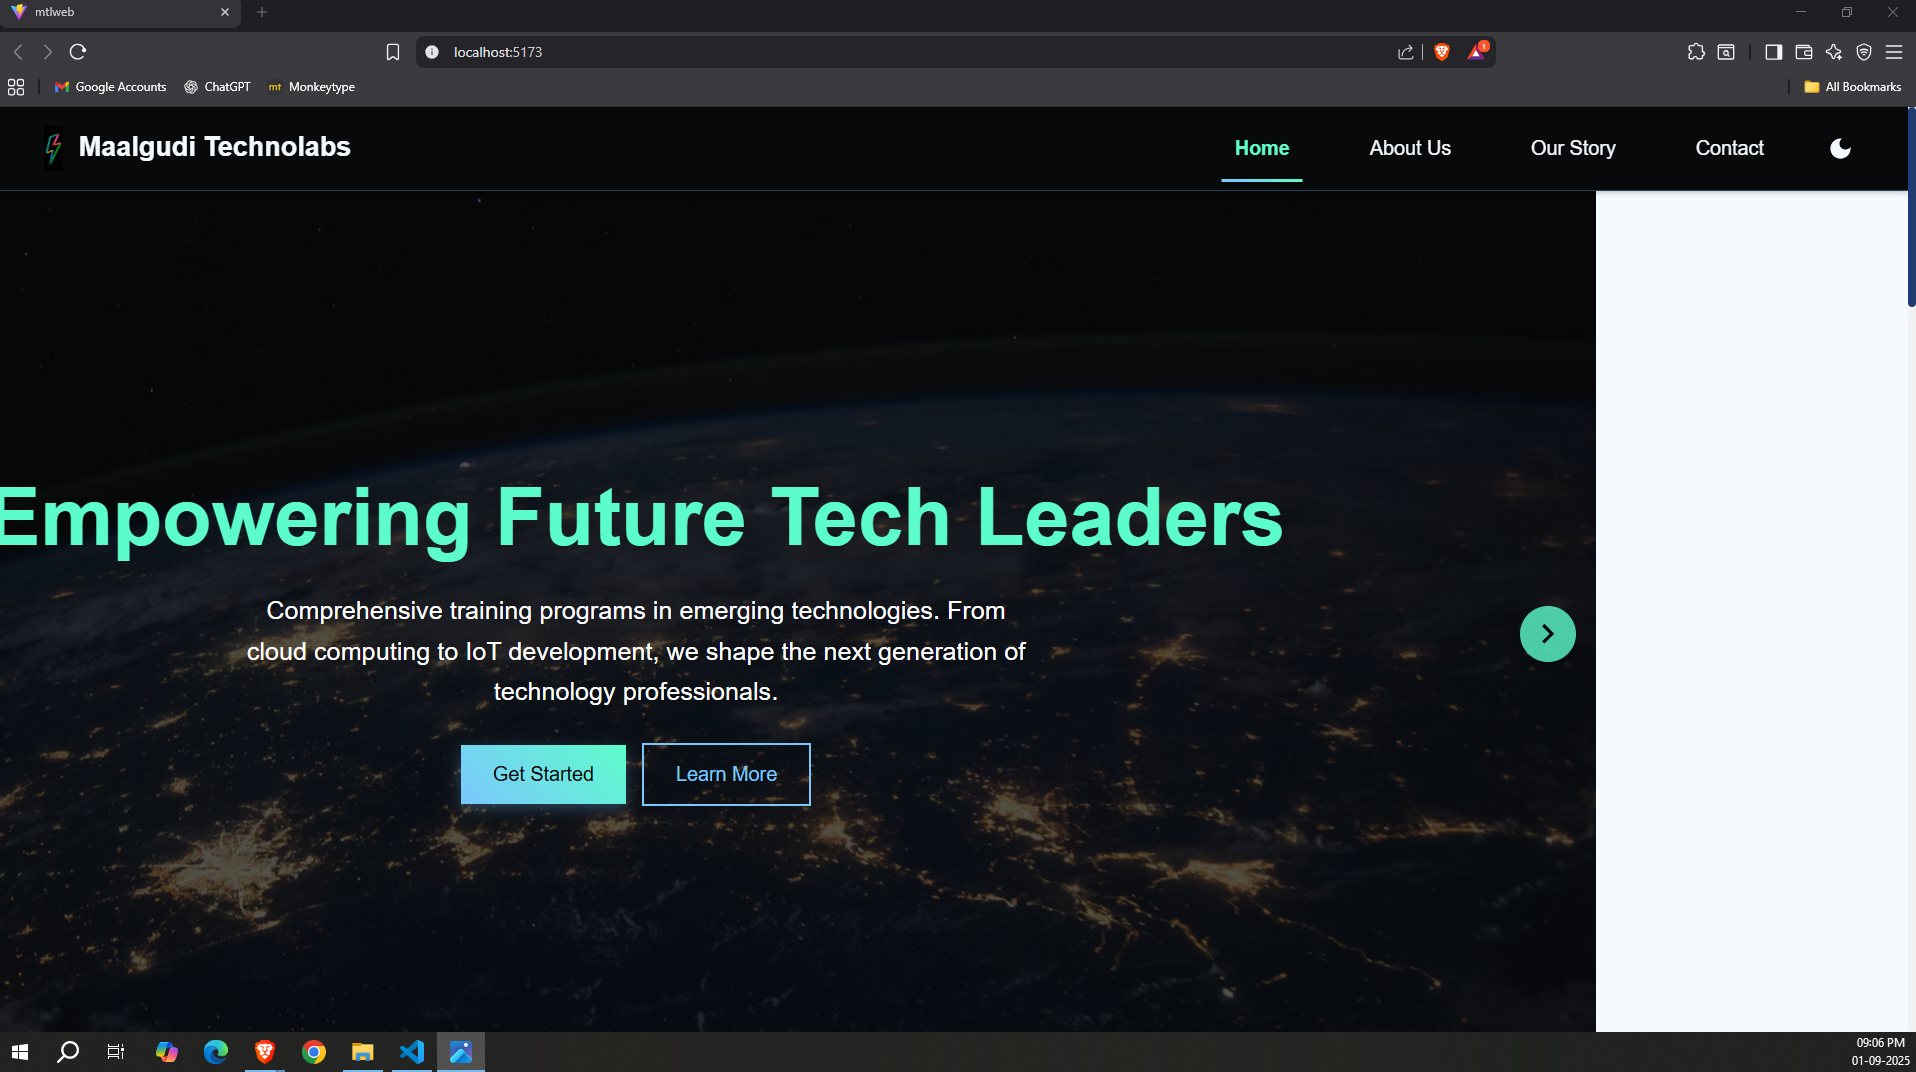 mtlweb
localhost:5173
1
Google Accounts
ChatGPT
mt Monkeytype
All Bookmarks
Maalgudi Technolabs
Home
About Us
Our Story
Contact
Empowering Future Tech Leaders
Comprehensive training programs in emerging technologies. From
cloud computing to IoT development, we shape the next generation of
technology professionals.
Get Started
Learn More
09:06 PM
01-09-2025